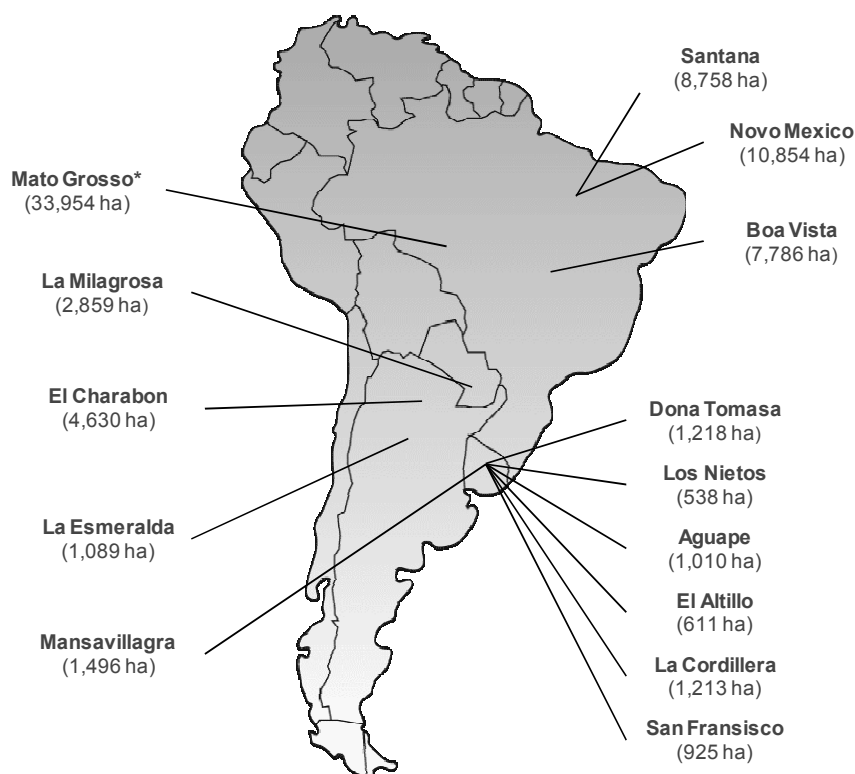 Santana
(8,758 ha)
Novo Mexico
(10,854 ha)
Mato Grosso*
(33,954 ha)
Boa Vista
(7,786 ha)
La Milagrosa
(2,859 ha)
El Charabon
(4,630 ha)
Dona Tomasa
(1,218 ha)
Los Nietos
(538 ha)
La Esmeralda
(1,089 ha)
Aguape
(1,010 ha)
El Altillo
(611 ha)
Mansavillagra
(1,496 ha)
La Cordillera
(1,213 ha)
San Fransisco
(925 ha)